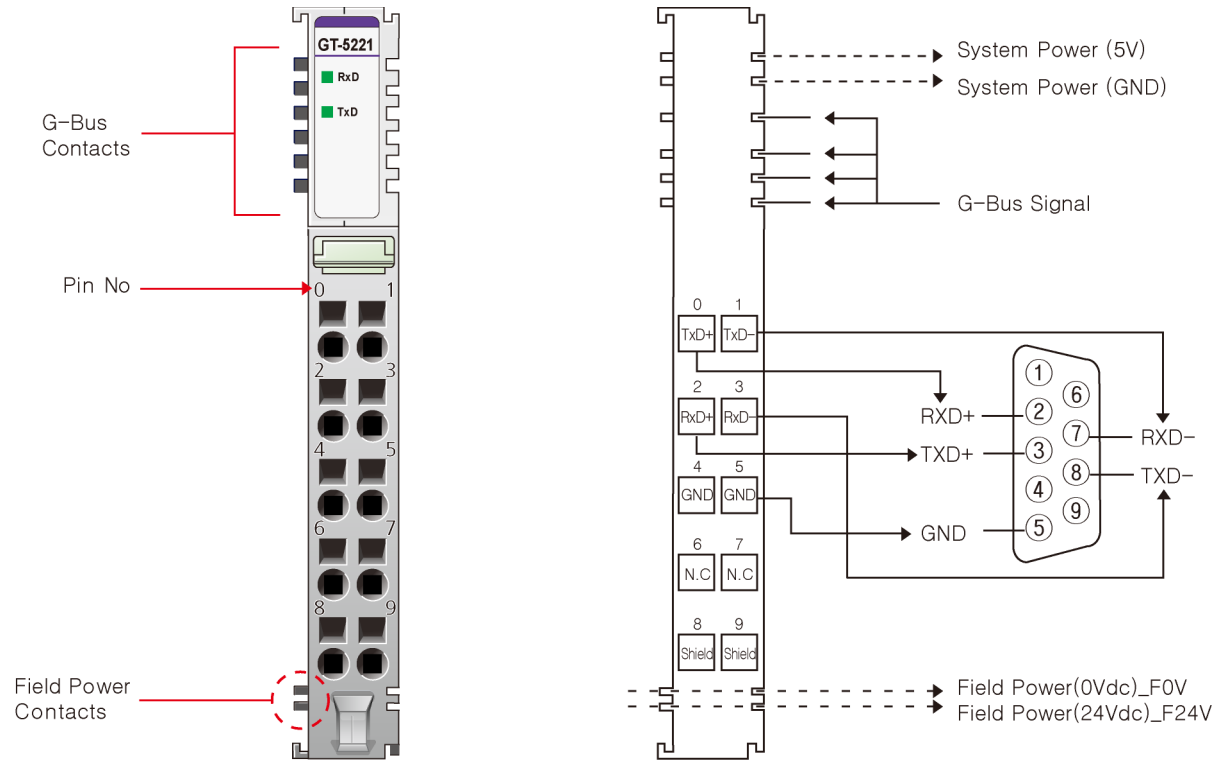 GT-5221
RxD
TxD
G-Bus
Contacts
Pin No
0 1
2 3
4 5
6 7
8 9
Field Power
Contacts
System Power (5V)
System Power (GND)
G-Bus Signal
0 1
TxD+ TxD-
2 3
RxD+ RxD-
4 5
GND GND
6 7
N.C N.C
8 9
Shield Shield
RXD+
TXD+
GND
1
2
3
4
5
6
7
8
9
RXD-
TXD-
Field Power(0Vdc)_F0V
Field Power(24Vdc)_F24V